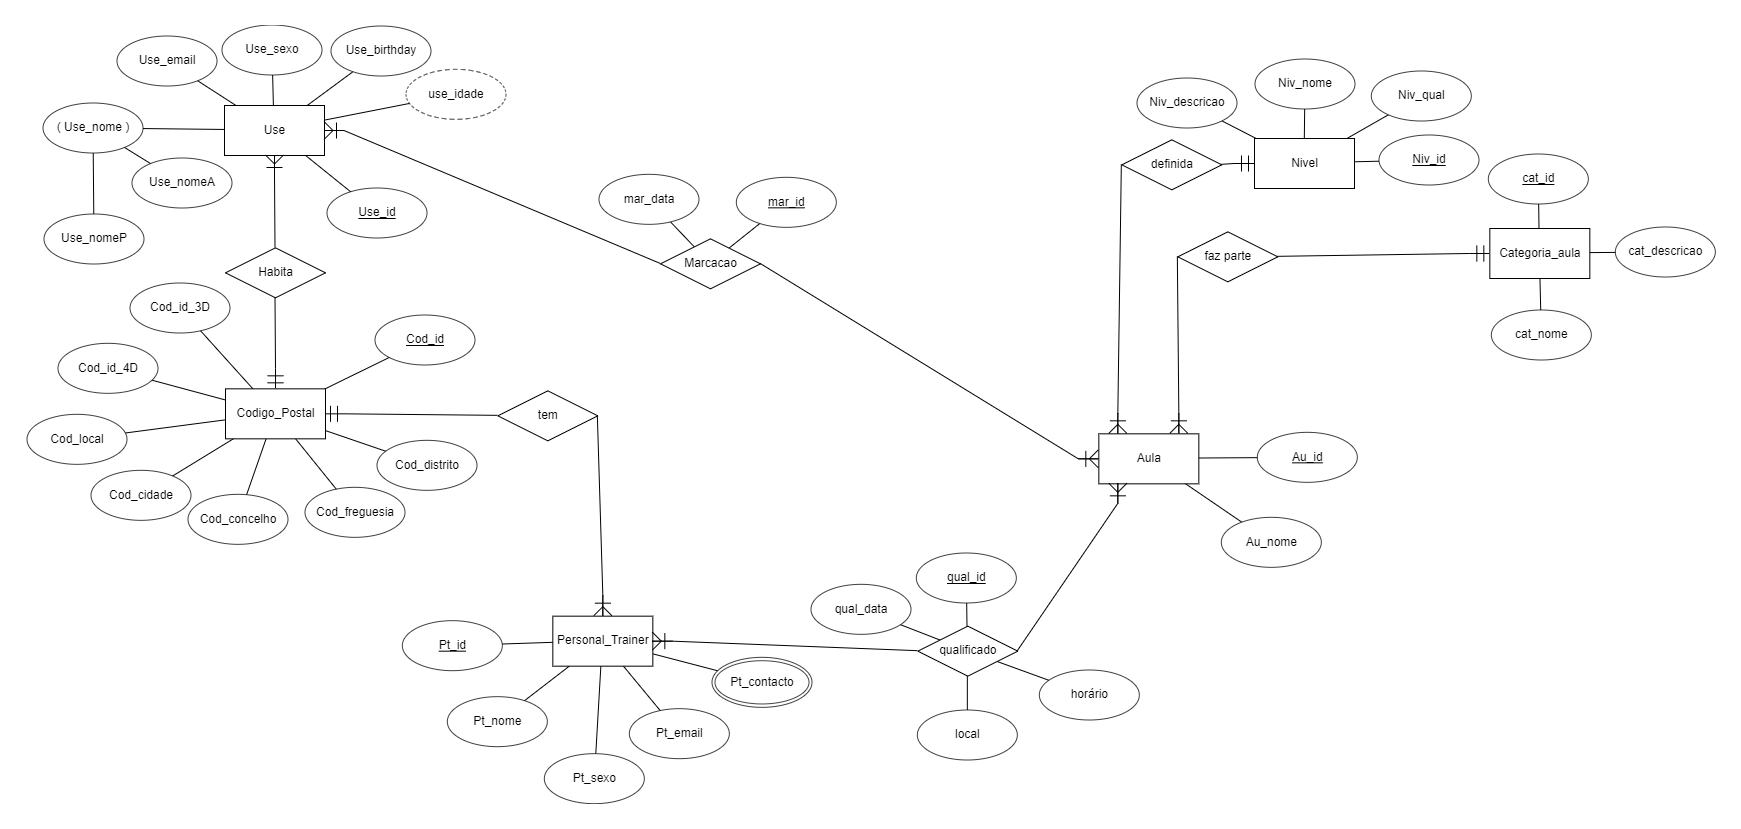 Use_sexo
Use_birthday
Use_email
use_idade
Use
( Use_nome )
Use_nomeA
Use_id
Use_nomeP
Habita
mar_data
mar_id
Marcacao
Niv_nome
Niv_descricao
Niv_qual
definida
Nivel
Niv_id
cat_id
faz parte
Categoria_aula
cat_descricao
cat_nome
Cod_id_3D
Cod_id
Cod_id_4D
Codigo_Postal
tem
Cod_local
Cod_distrito
Cod_cidade
Cod_concelho
Cod_freguesia
Aula
Au_id
Au_nome
qual_id
qual_data
Pt_id
Personal_Trainer
qualificado
Pt_contacto
horário
Pt_nome
Pt_email
local
Pt_sexo